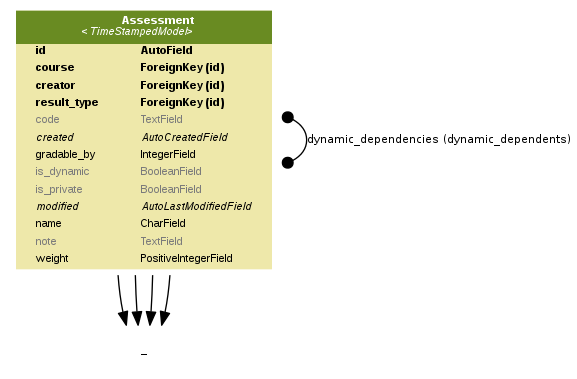 Assessment
< TimeStampedModel>
id AutoField
course ForeignKey (id)
creator ForeignKey (id)
result_type ForeignKey (id)
code TextField
created AutoCreatedField
gradable_by IntegerField
is_dynamic BooleanField
is_private BooleanField
modified AutoLastModifiedField
name CharField
note TextField
weight PositiveIntegerField
dynamic_dependencies (dynamic_dependents)
_